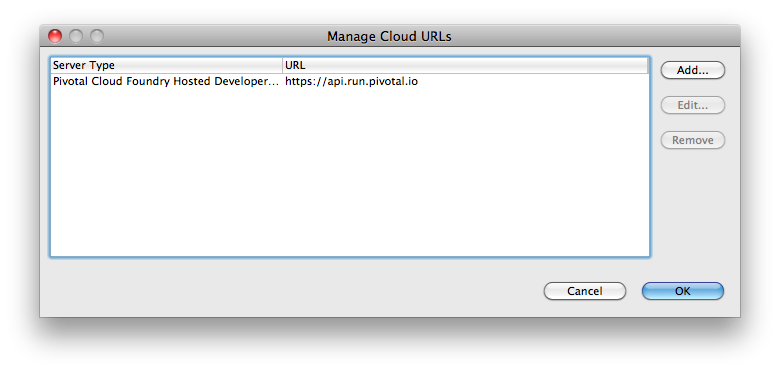 Manage Cloud URLs
Server Type URL
Pivotal Cloud Foundry Hosted Developer... https://api.run.pivotal.io
Add...
Edit...
Remove
Cancel OK